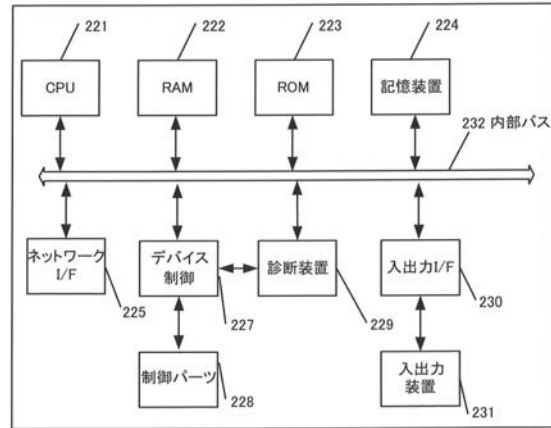 221
222
223
224
CPU
RAM
ROM
記憶装置
232 内部バス
ネットワーク
I/F
デバイス
制御
診断装置
入出力I/F
225
227
229
230
制御パーツ
入出力
装置
228
231